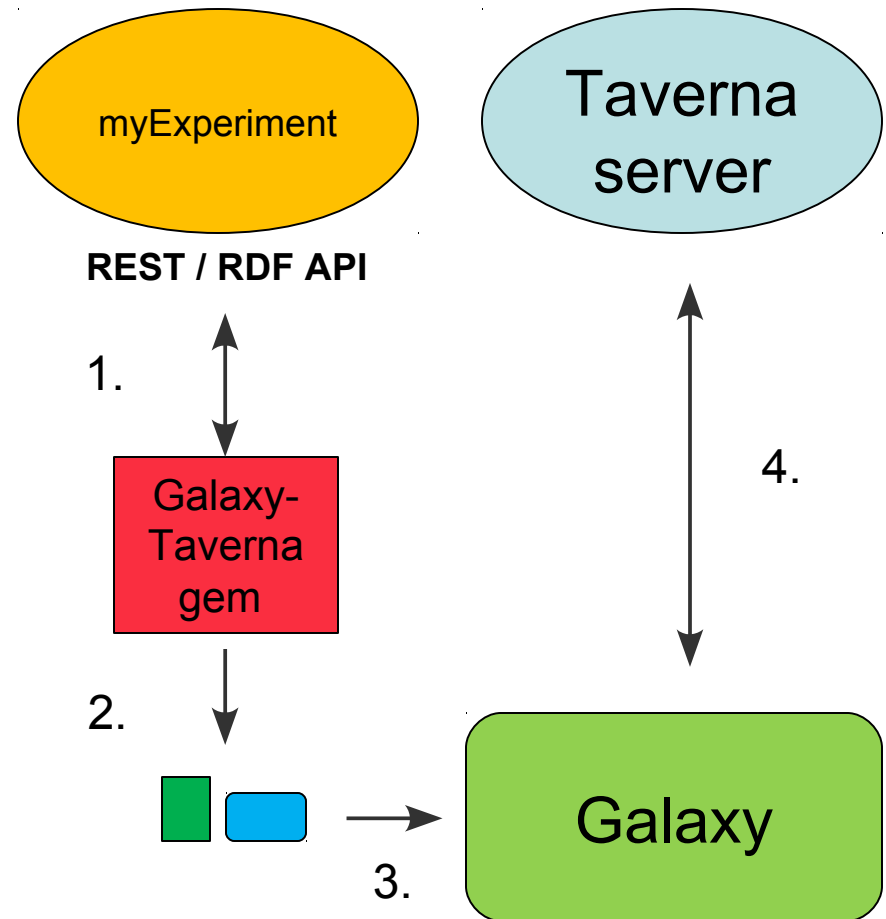 myExperiment
Taverna
server
REST / RDF API
1.
Galaxy-
Taverna
gem
4.
2.
Galaxy
3.